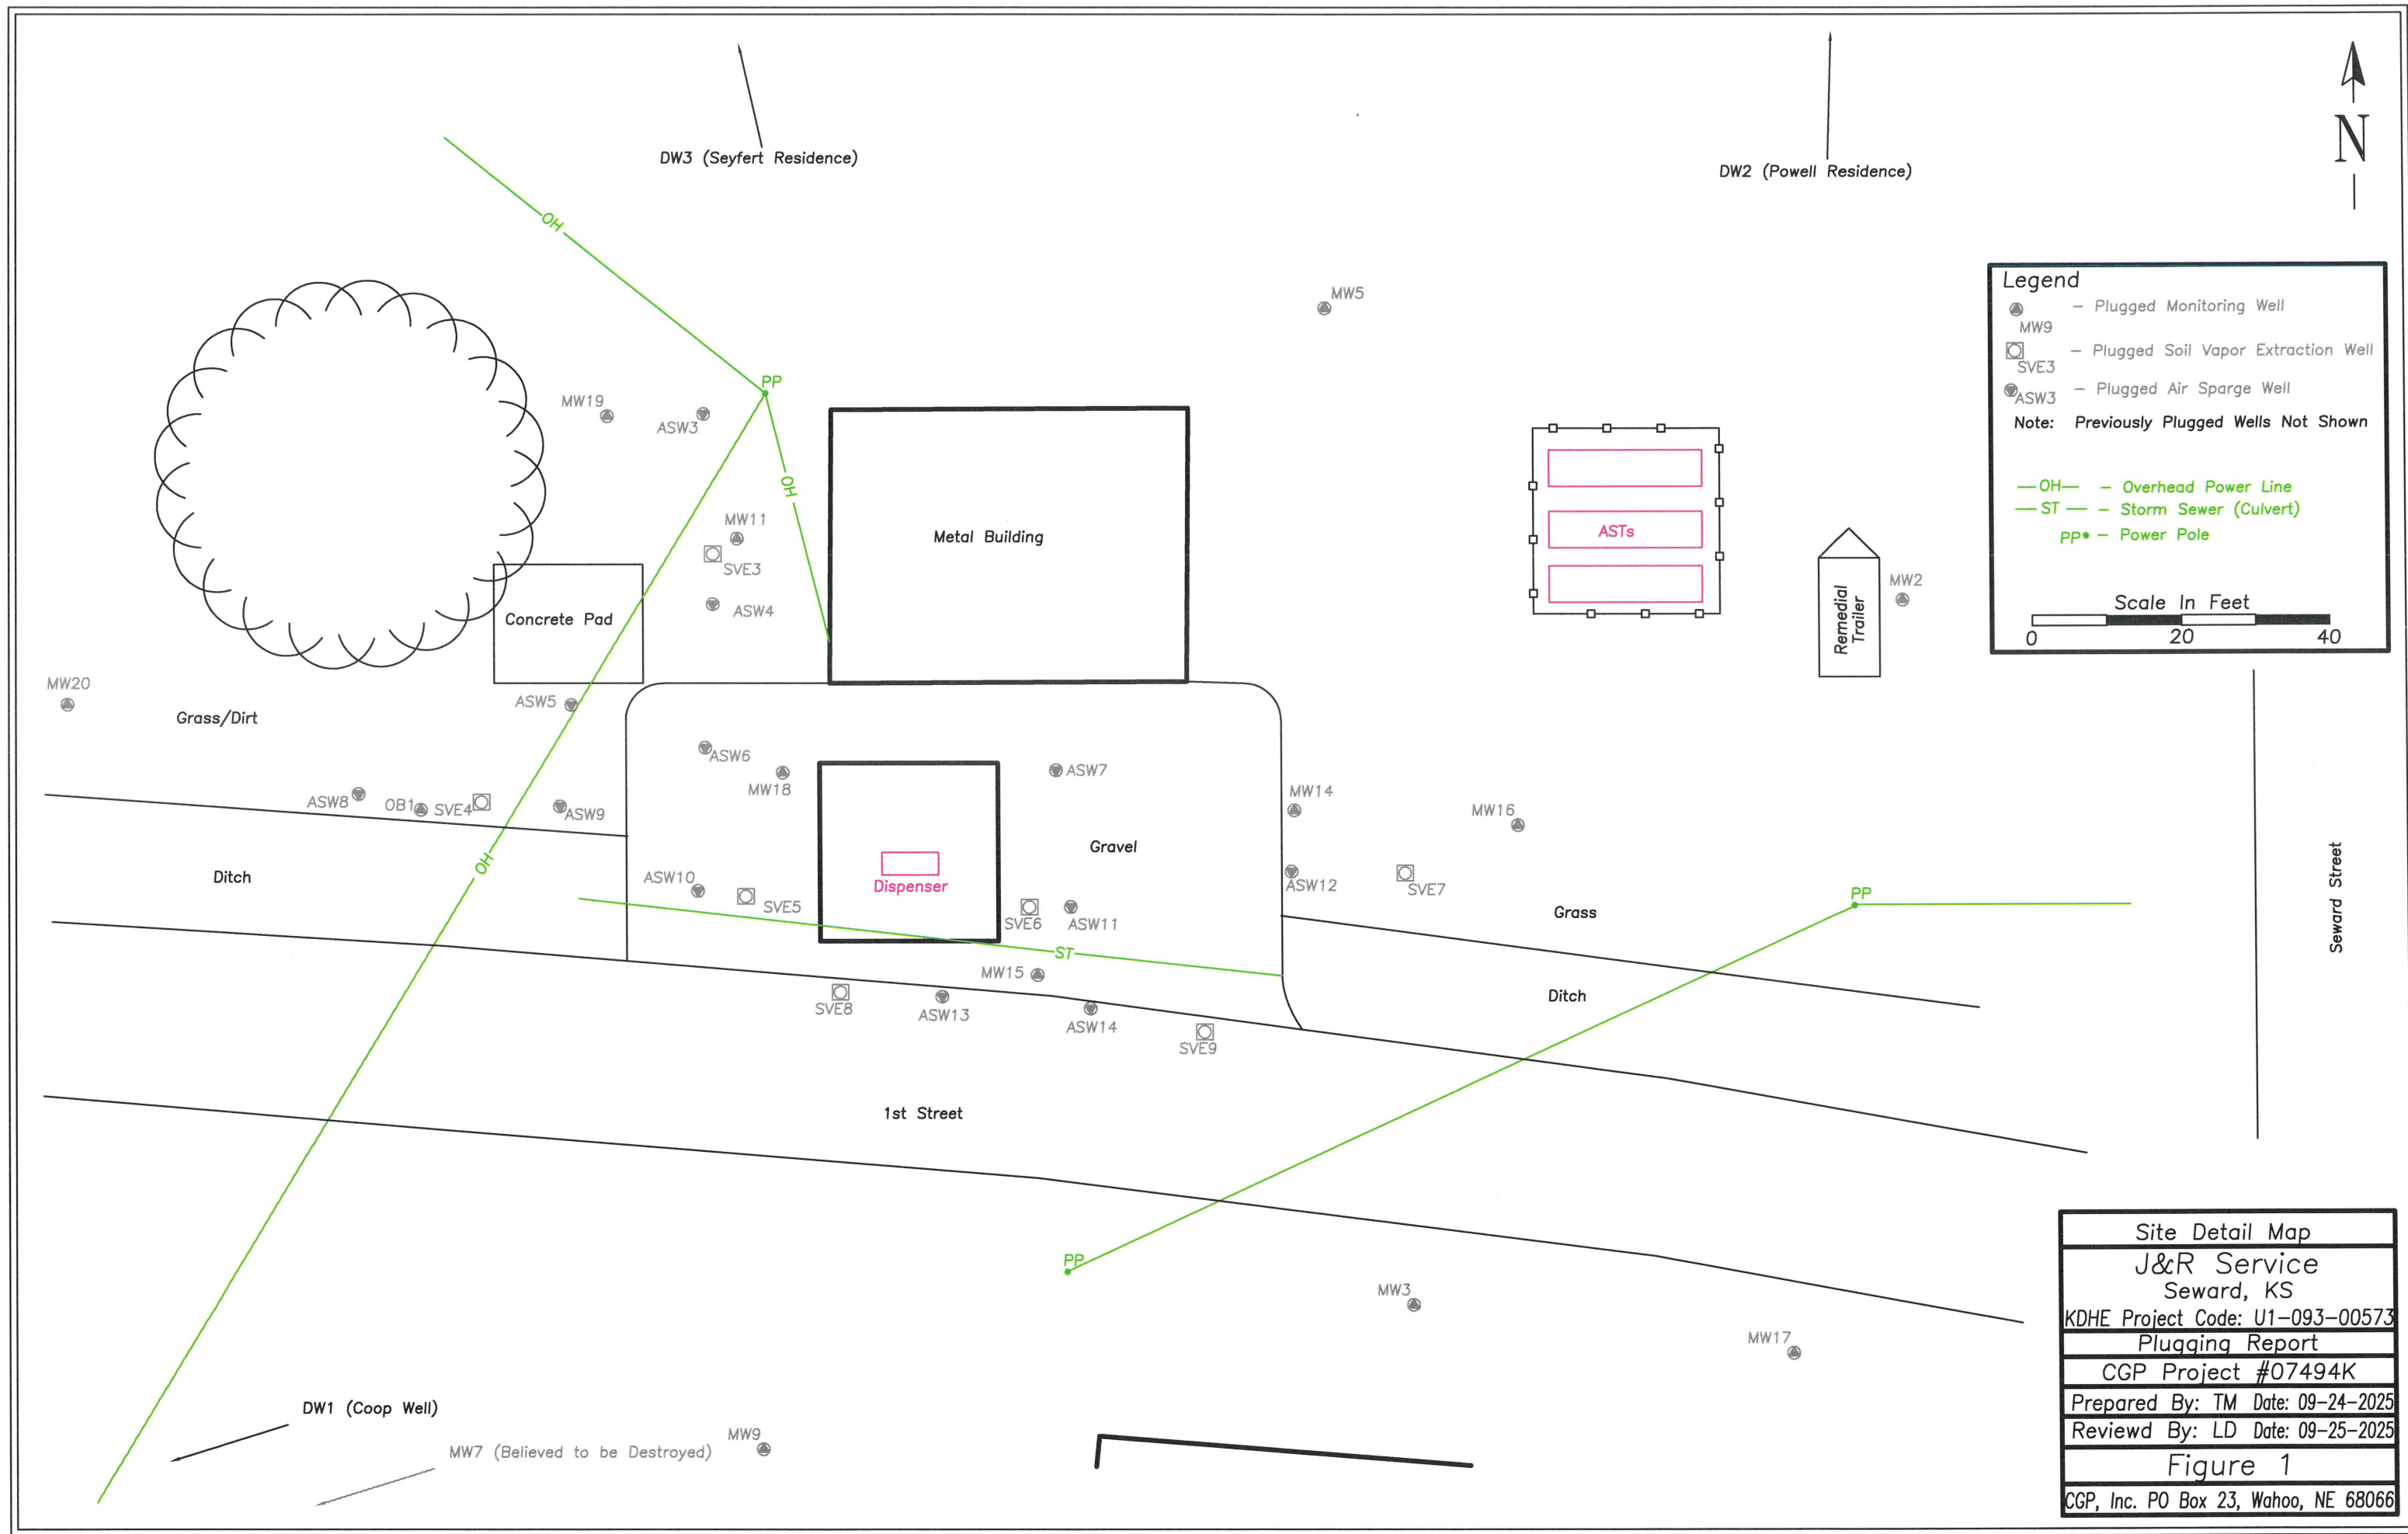 N
DW3 (Seyfert Residence)
DW2 (Powell Residence)
OH
MW5
Legend
– Plugged Monitoring Well
MW9
– Plugged Soil Vapor Extraction Well
SVE3
– Plugged Air Sparge Well
ASW3
Note: Previously Plugged Wells Not Shown
—OH— – Overhead Power Line
—ST— – Storm Sewer (Culvert)
PP• – Power Pole
Scale In Feet
0 20 40
PP
MW19
ASW3
OH
MW11
SVE3
ASW4
Metal Building
ASTs
Remedial
Trailer
MW2
Concrete Pad
MW20
Grass/Dirt
ASW5
ASW6
MW18
ASW7
MW14
MW16
ASW8
OB1
SVE4
ASW9
Gravel
OH
Ditch
ASW10
SVE5
Dispenser
SVE6
ASW11
ASW12
SVE7
Grass
PP
Seward Street
ST
MW15
SVE8
ASW13
ASW14
SVE9
Ditch
1st Street
PP
MW3
MW17
DW1 (Coop Well)
MW7 (Believed to be Destroyed)
MW9
Site Detail Map
J&R Service
Seward, KS
KDHE Project Code: U1-093-00573
Plugging Report
CGP Project #07494K
Prepared By: TM Date: 09-24-2025
Reviewd By: LD Date: 09-25-2025
Figure 1
CGP, Inc. PO Box 23, Wahoo, NE 68066